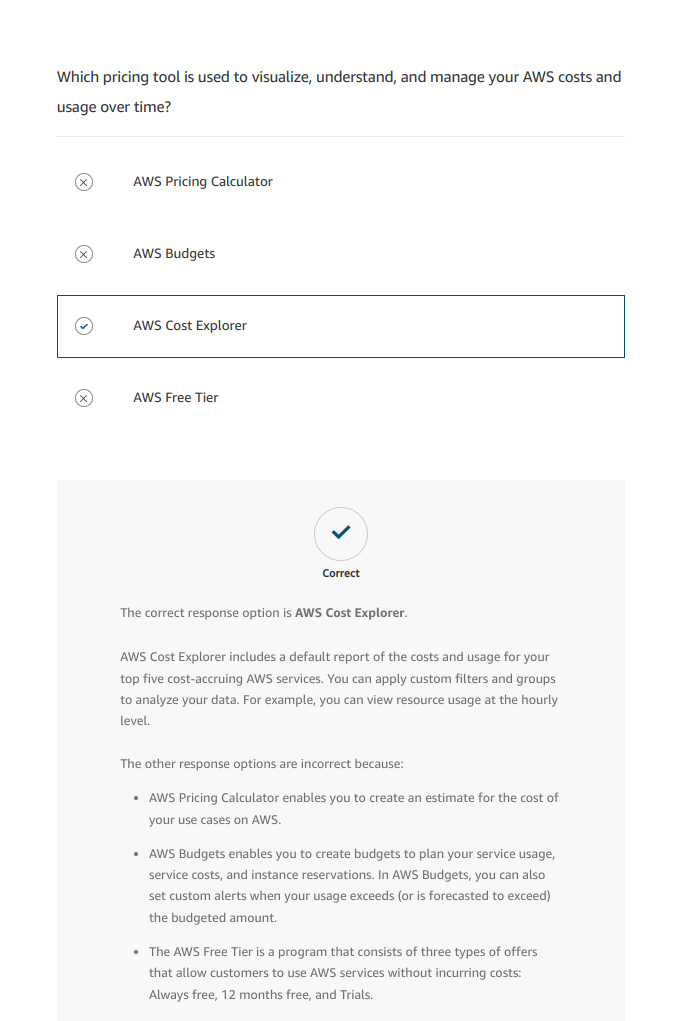 Which pricing tool is used to visualize, understand, and manage your AWS costs and
usage over time?
AWS Pricing Calculator
AWS Budgets
AWS Cost Explorer
AWS Free Tier
Correct
The correct response option is AWS Cost Explorer.
AWS Cost Explorer includes a default report of the costs and usage for your
top five cost-accruing AWS services. You can apply custom filters and groups
to analyze your data. For example, you can view resource usage at the hourly
level.
The other response options are incorrect because:
• AWS Pricing Calculator enables you to create an estimate for the cost of
your use cases on AWS.
• AWS Budgets enables you to create budgets to plan your service usage,
service costs, and instance reservations. In AWS Budgets, you can also
set custom alerts when your usage exceeds (or is forecasted to exceed)
the budgeted amount.
• The AWS Free Tier is a program that consists of three types of offers
that allow customers to use AWS services without incurring costs:
Always free, 12 months free, and Trials.